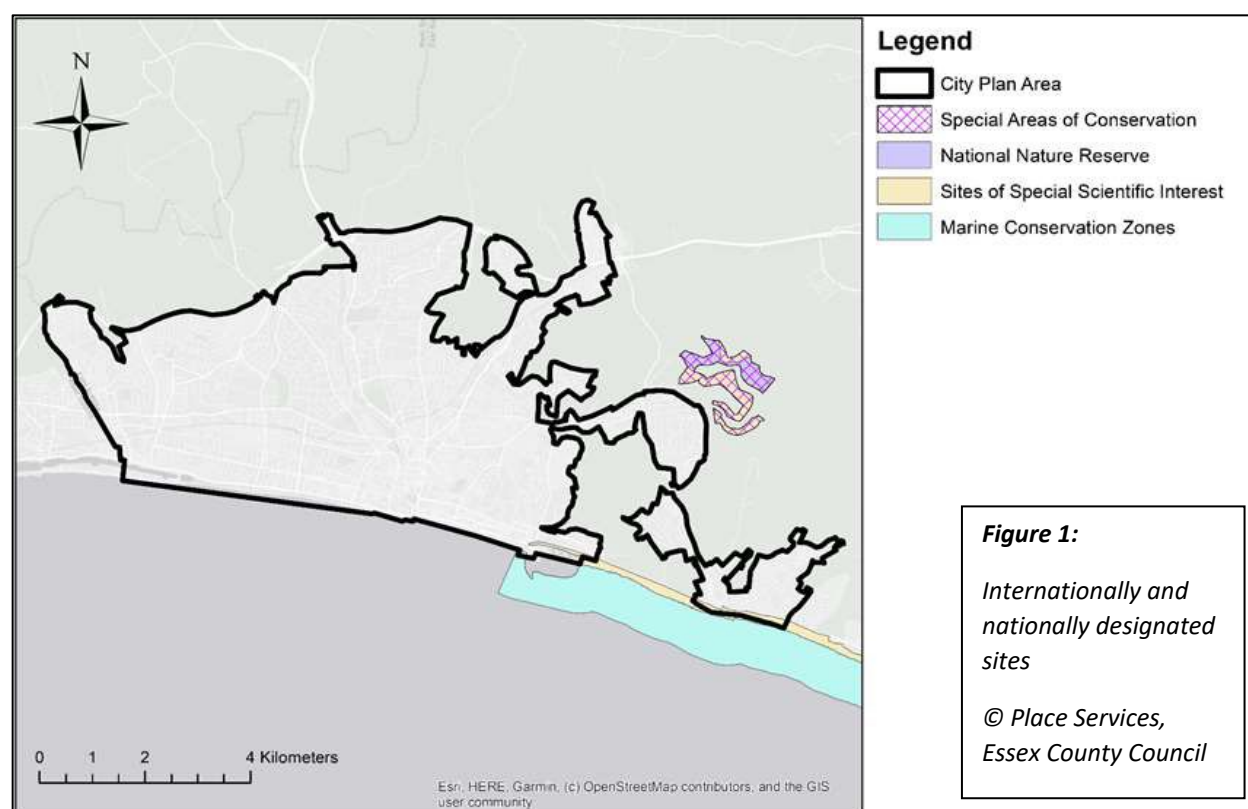 N
0 1 2 4 Kilometers
Esri, HERE, Garmin, (c) OpenStreetMap contributors, and the GIS
user community
Legend
City Plan Area
Special Areas of Conservation
National Nature Reserve
Sites of Special Scientific Interest
Marine Conservation Zones
Figure 1:
Internationally and
nationally designated
sites
© Place Services,
Essex County Council